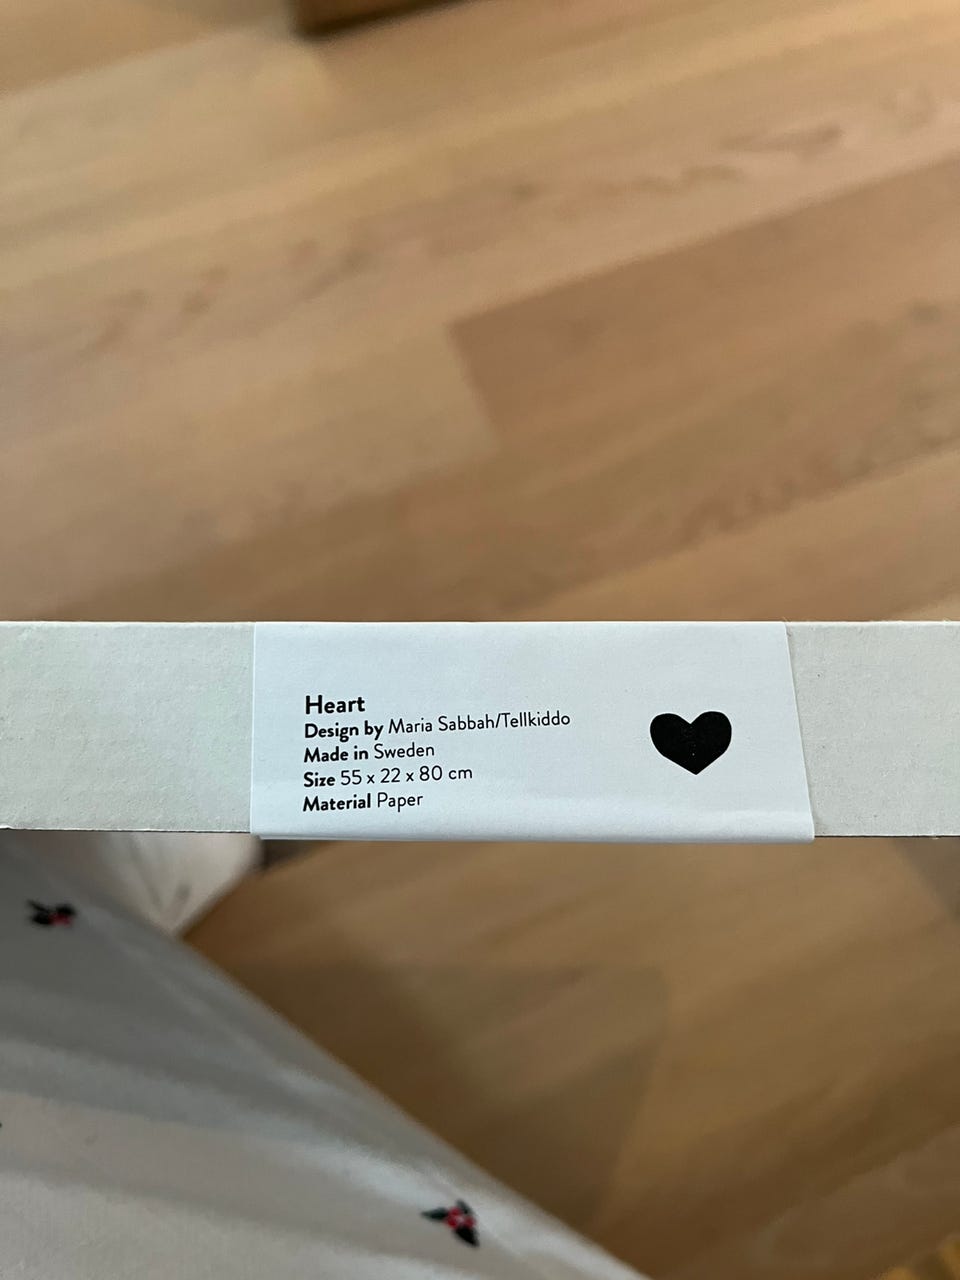 Heart
Design by Maria Sabbah/Tellkiddo
Made in Sweden
Size 55 x 22 x 80 cm
Material Paper